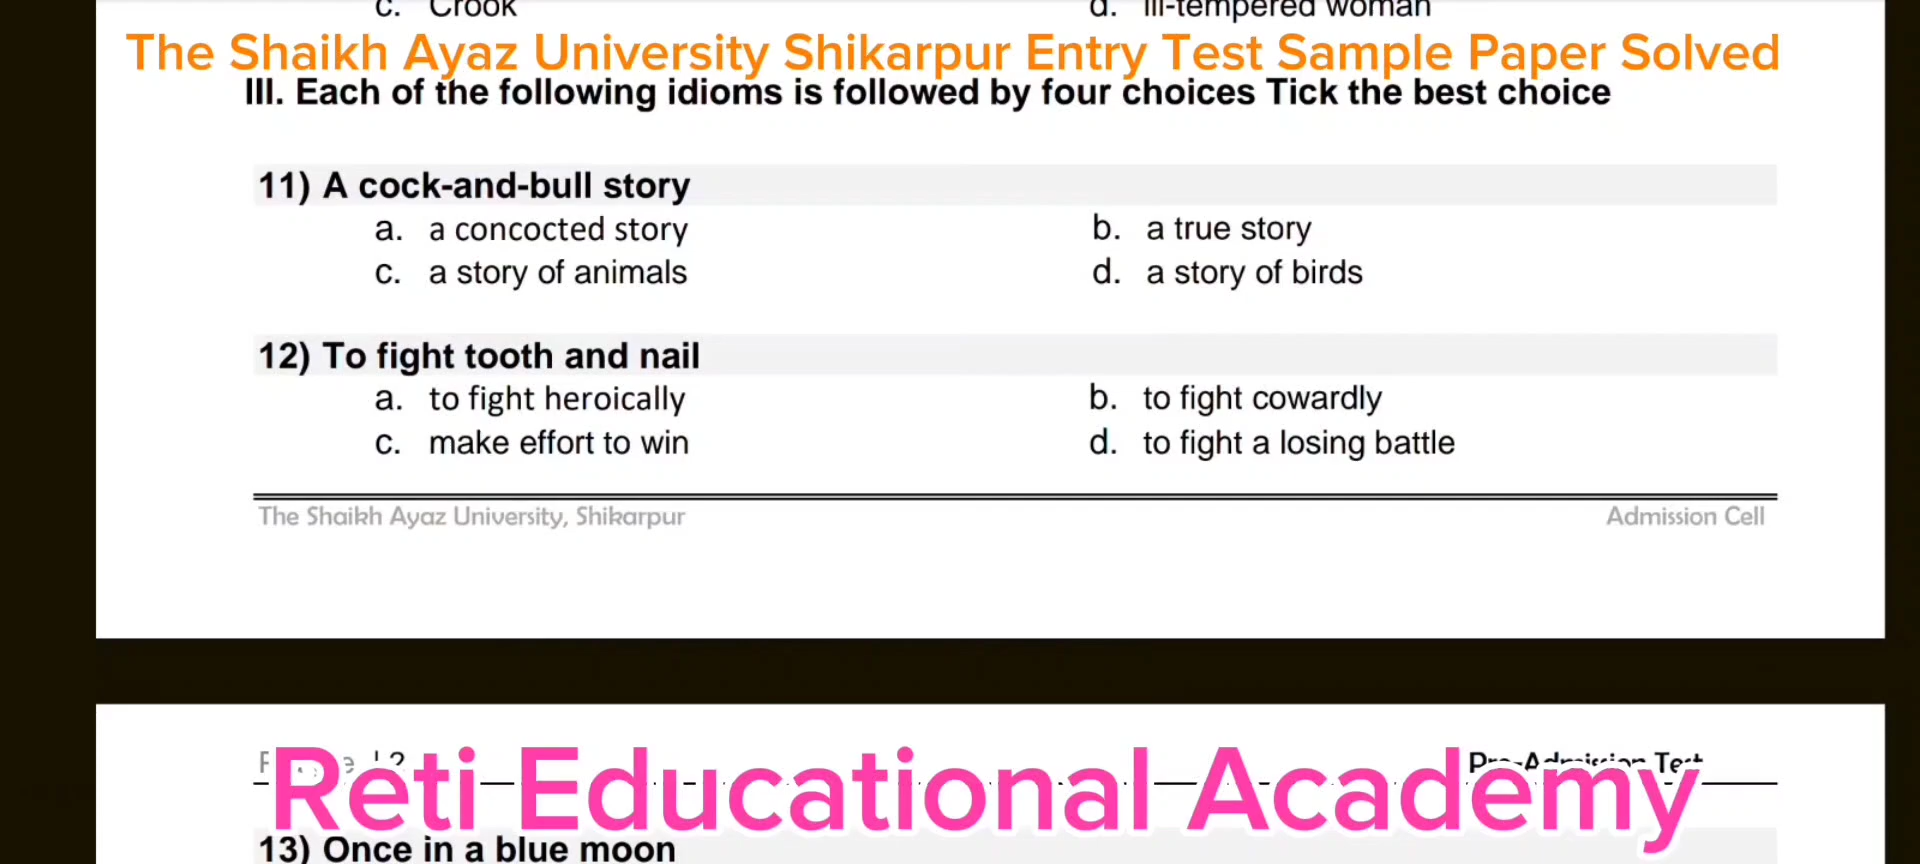 c. Crook d. Ill-tempered woman
The Shaikh Ayaz University Shikarpur Entry Test Sample Paper Solved
III. Each of the following idioms is followed by four choices Tick the best choice
11) A cock-and-bull story
a. a concocted story b. a true story
c. a story of animals d. a story of birds
12) To fight tooth and nail
a. to fight heroically b. to fight cowardly
c. make effort to win d. to fight a losing battle
The Shaikh Ayaz University, Shikarpur Admission Cell
Pre-Admission Test
Reti Educational Academy
13) Once in a blue moon